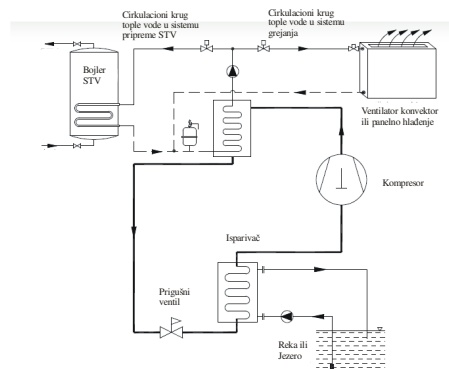 Cirkulacioni krug
tople vode u sistemu
pripreme STV
Cirkulacioni krug
tople vode u sistemu
grejanja
Bojler
STV
Ventilator konvektor
ili panelno hlađenje
Kompresor
Isparivač
Prigušni
ventil
Reka ili
Jezero